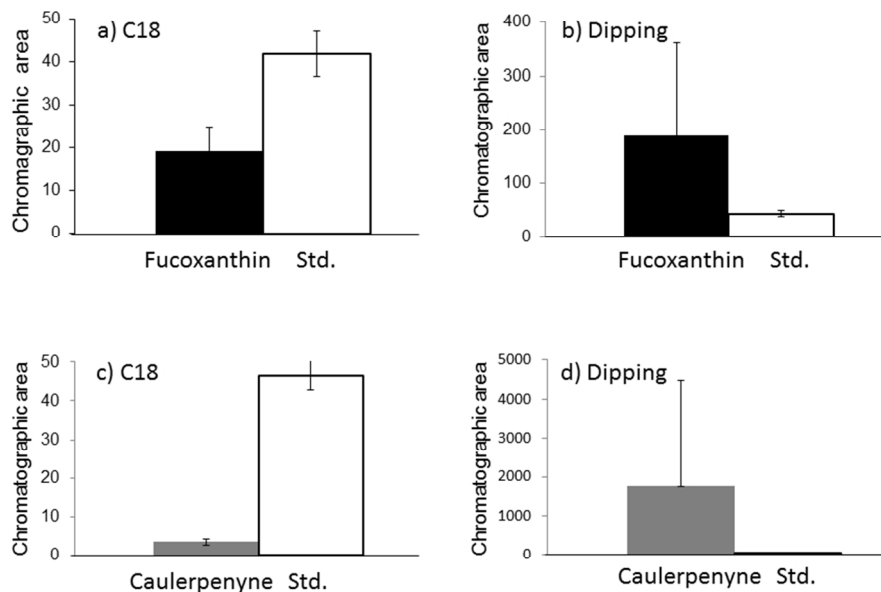 a) C18
Chromagraphic area
50
40
30
20
10
0
Fucoxanthin Std.
b) Dipping
Chromatographic area
400
300
200
100
0
Fucoxanthin Std.
c) C18
Chromatographic area
50
40
30
20
10
0
Caulerpenyne Std.
d) Dipping
Chromatographic area
5000
4000
3000
2000
1000
0
Caulerpenyne Std.